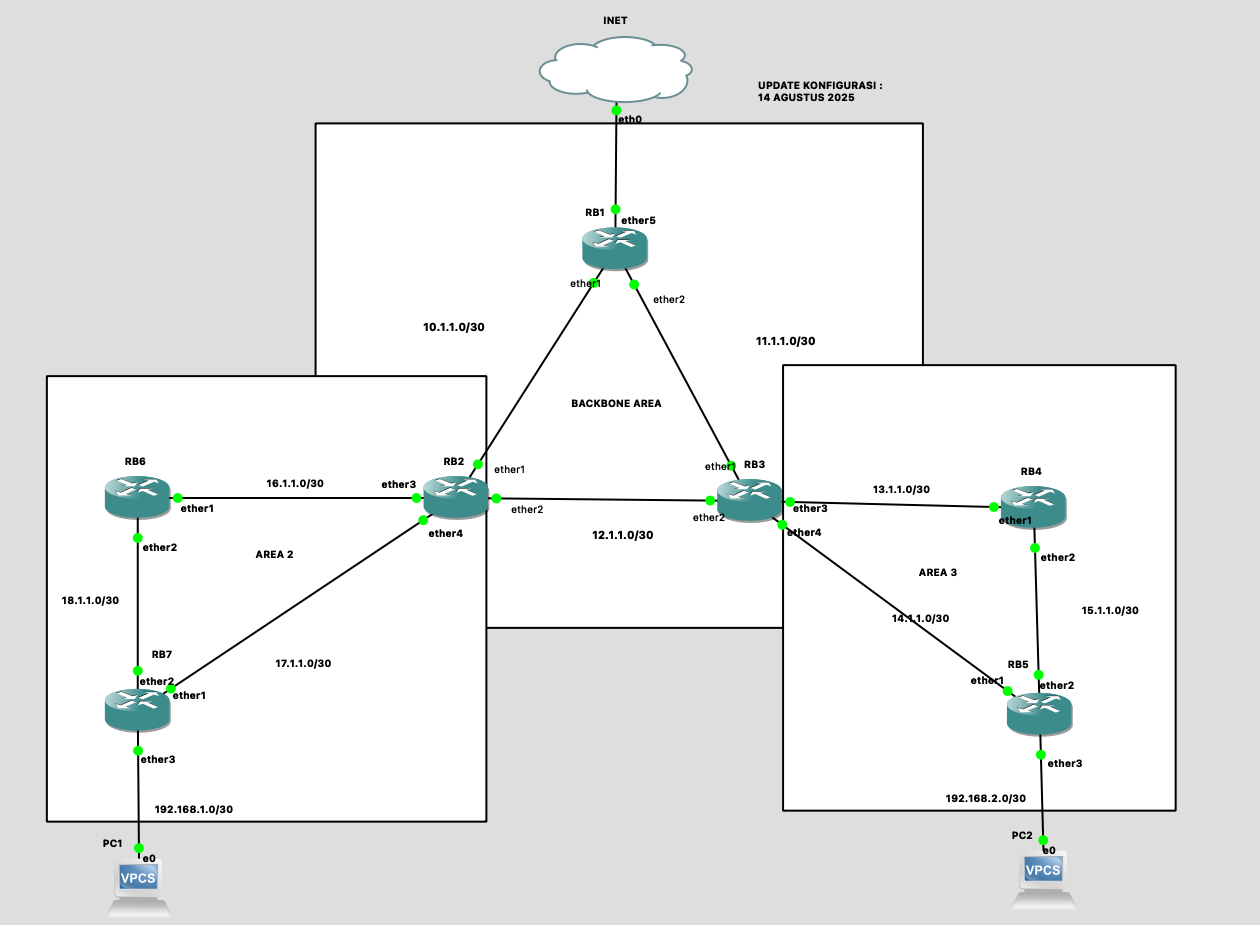 INET
UPDATE KONFIGURASI :
14 AGUSTUS 2025
eth0
RB1
ether5
ether1
ether2
10.1.1.0/30
11.1.1.0/30
BACKBONE AREA
RB6
RB2
ether1
ether1
RB3
RB4
16.1.1.0/30
ether3
13.1.1.0/30
ether1
ether2
ether2
ether3
ether1
ether4
12.1.1.0/30
ether4
ether2
AREA 2
ether2
AREA 3
18.1.1.0/30
15.1.1.0/30
14.1.1.0/30
RB7
17.1.1.0/30
RB5
ether2
ether1
ether1
ether2
ether3
ether3
192.168.1.0/30
192.168.2.0/30
PC1
e0
PC2
e0
VPCS
VPCS